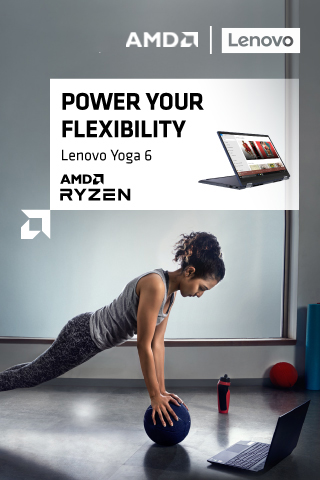 AMD Lenovo
POWER YOUR
FLEXIBILITY
Lenovo Yoga 6
AMD
RYZEN